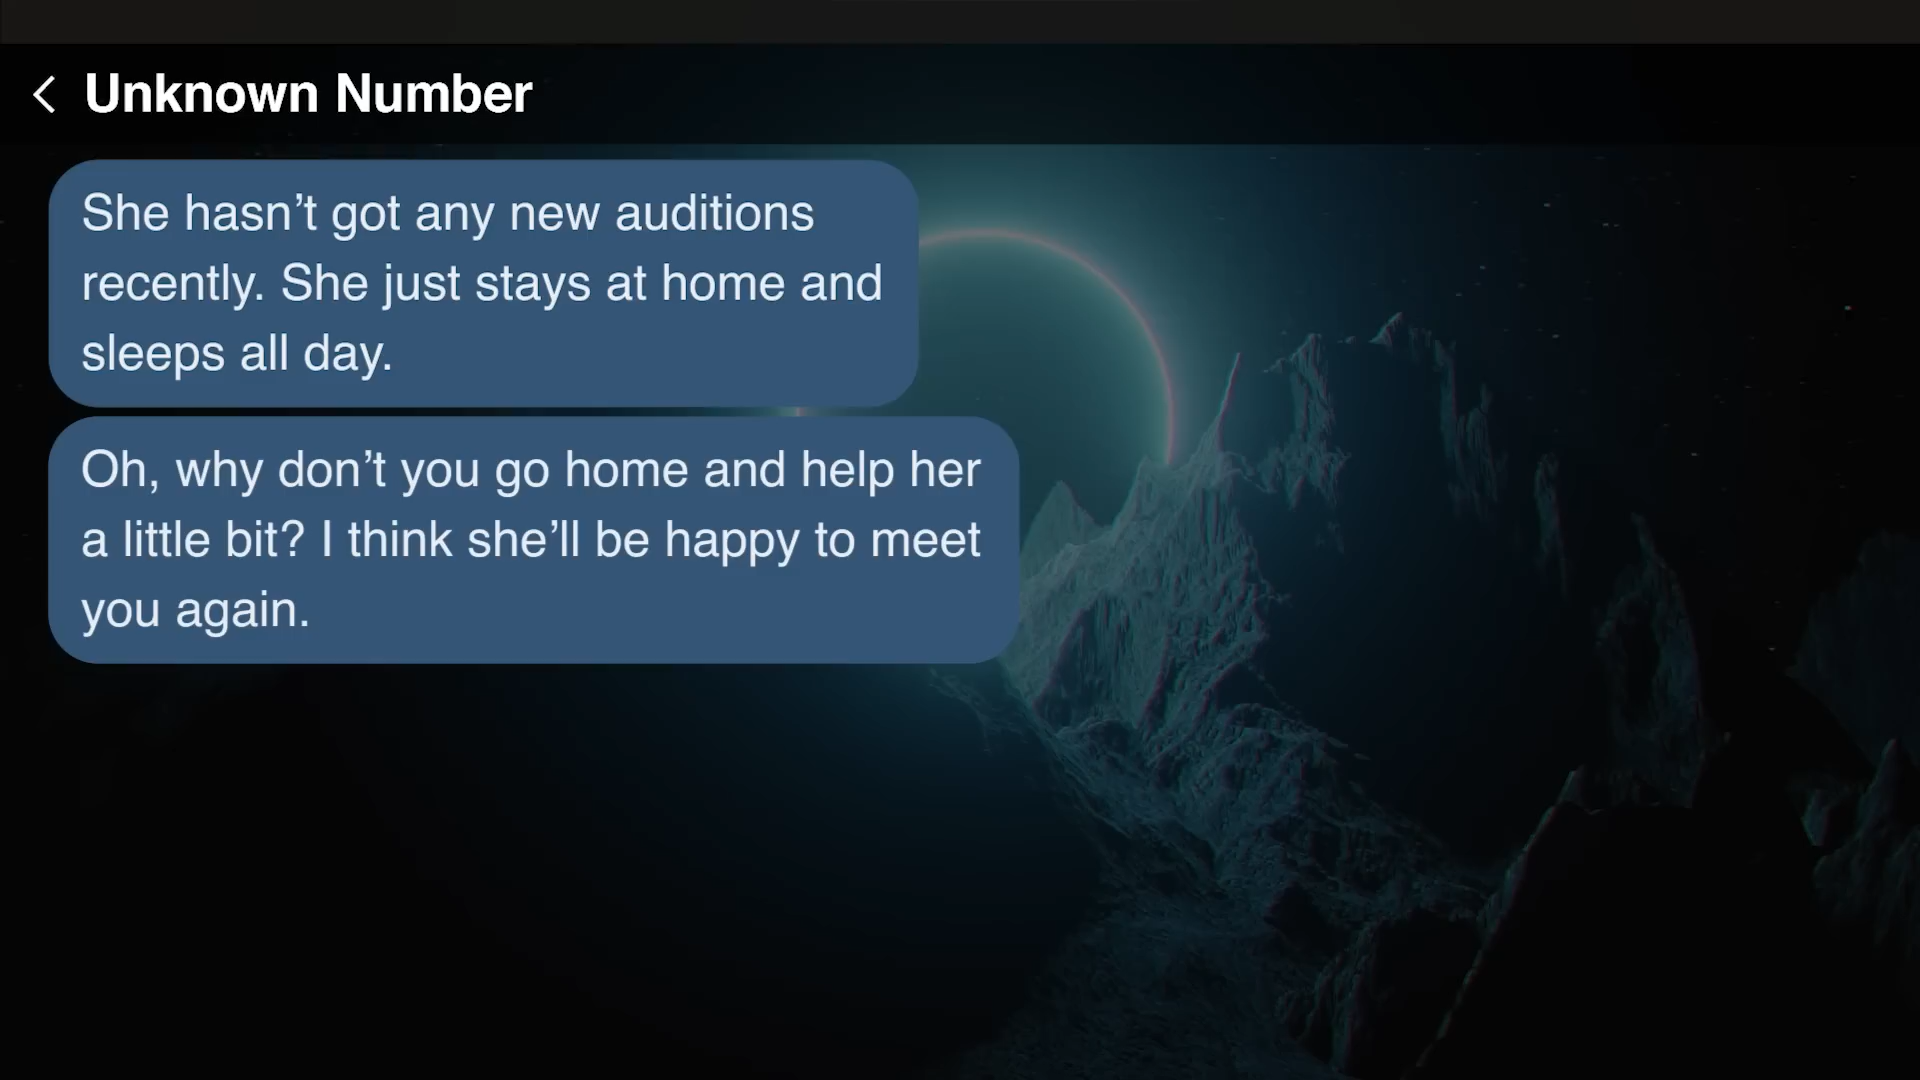 Unknown Number
She hasn’t got any new auditions
recently. She just stays at home and
sleeps all day.
Oh, why don’t you go home and help her
a little bit? I think she’ll be happy to meet
you again.